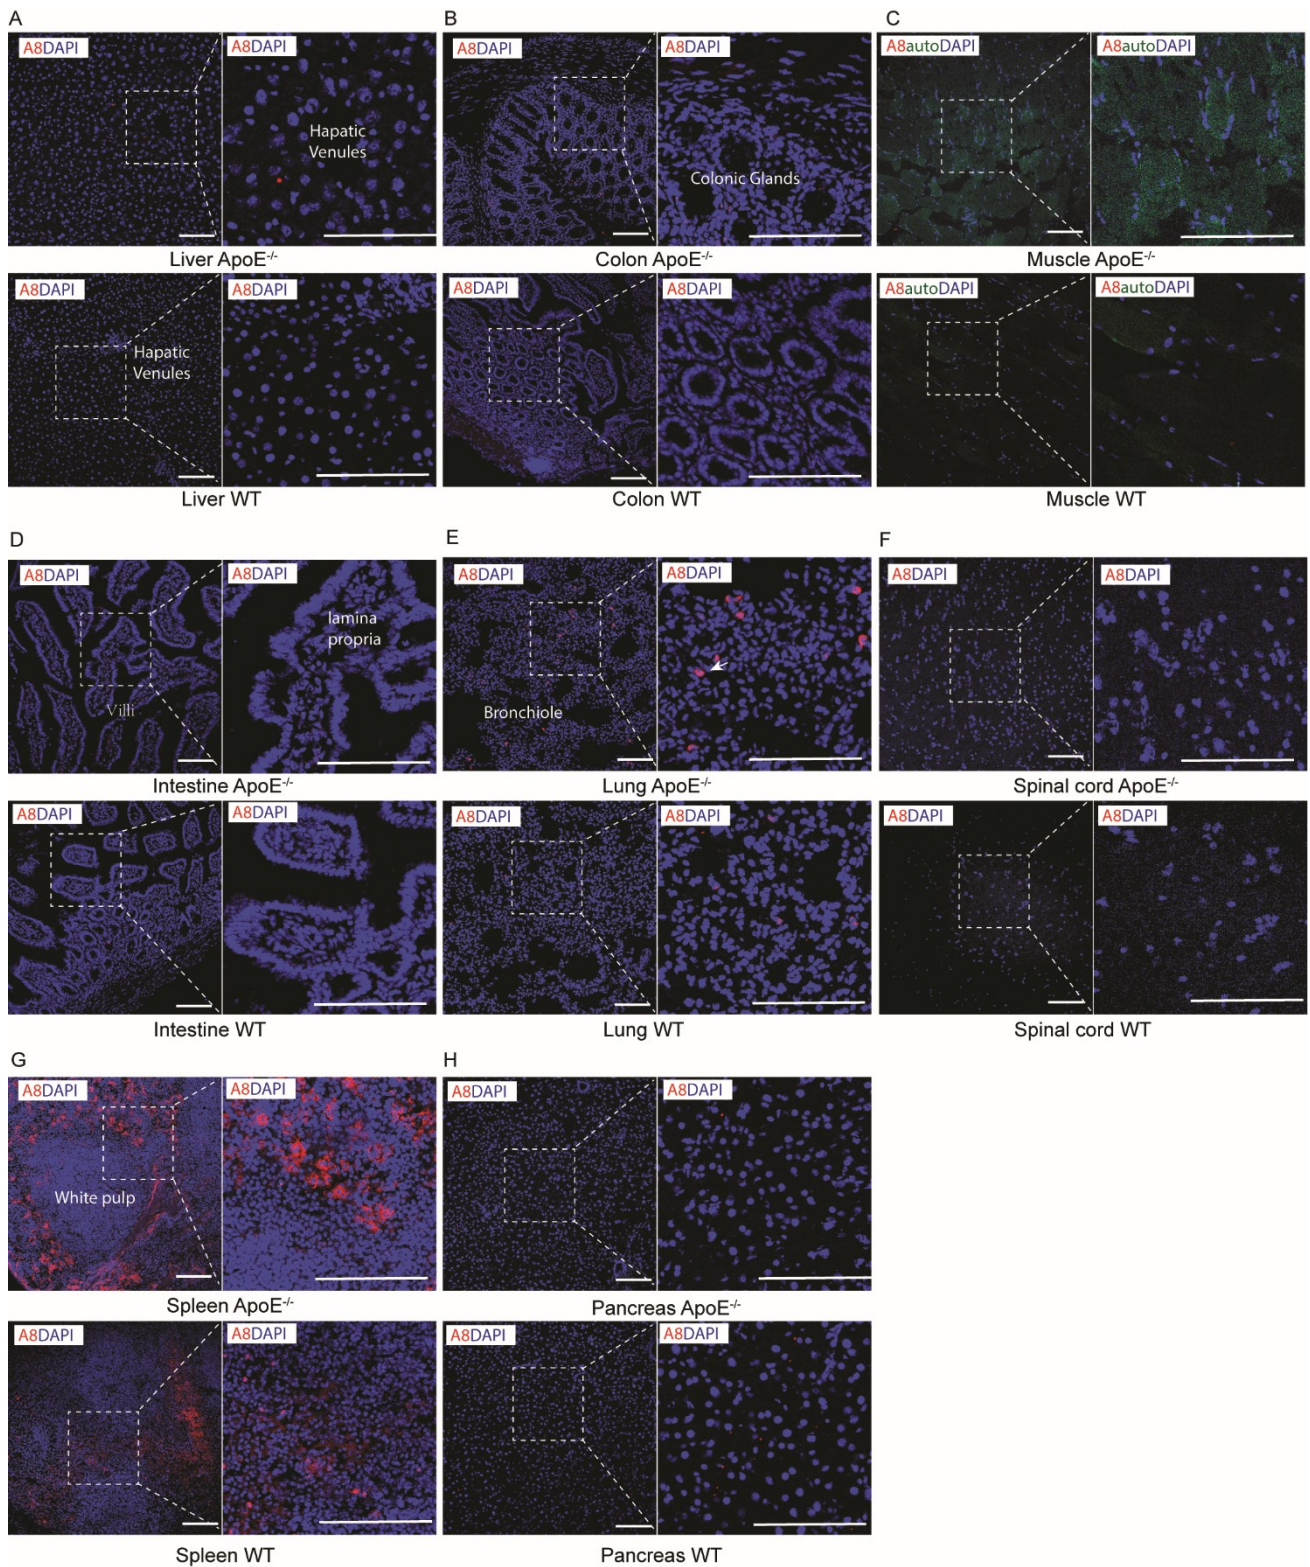 A
B
C
A8DAPI
A8DAPI
A8DAPI
A8DAPI
A8autoDAPI
A8autoDAPI
Hapatic
Venules
Colonic Glands
Liver ApoE-/-
Colon ApoE-/-
Muscle ApoE-/-
A8DAPI
A8DAPI
A8DAPI
A8DAPI
A8autoDAPI
A8autoDAPI
Hapatic
Venules
Liver WT
Colon WT
Muscle WT
D
E
F
A8DAPI
A8DAPI
A8DAPI
A8DAPI
A8DAPI
A8DAPI
lamina
propria
Villi
Bronchiole
Intestine ApoE-/-
Lung ApoE-/-
Spinal cord ApoE-/-
A8DAPI
A8DAPI
A8DAPI
A8DAPI
A8DAPI
A8DAPI
Intestine WT
Lung WT
Spinal cord WT
G
H
A8DAPI
A8DAPI
A8DAPI
A8DAPI
White pulp
Spleen ApoE-/-
Pancreas ApoE-/-
A8DAPI
A8DAPI
A8DAPI
A8DAPI
Spleen WT
Pancreas WT